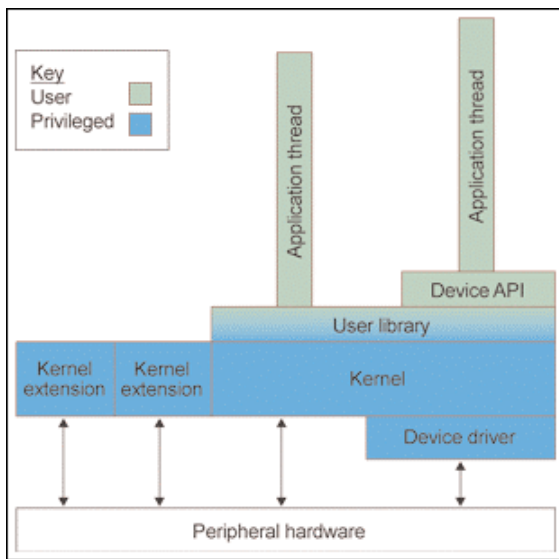 Key
User
Privileged
Application thread
Application thread
Device API
User library
Kernel
extension
Kernel
extension
Kernel
Device driver
Peripheral hardware